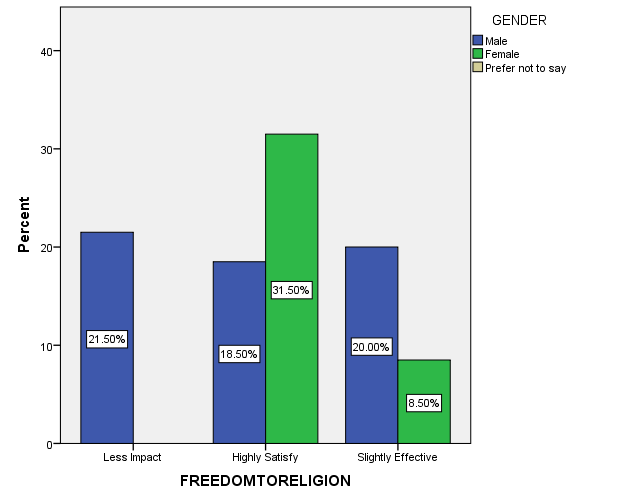 GENDER
Male
Female
Prefer not to say
Percent
40
30
20
10
0
21.50%
18.50%
31.50%
20.00%
8.50%
Less Impact
Highly Satisfy
Slightly Effective
FREEDOMTORELIGION